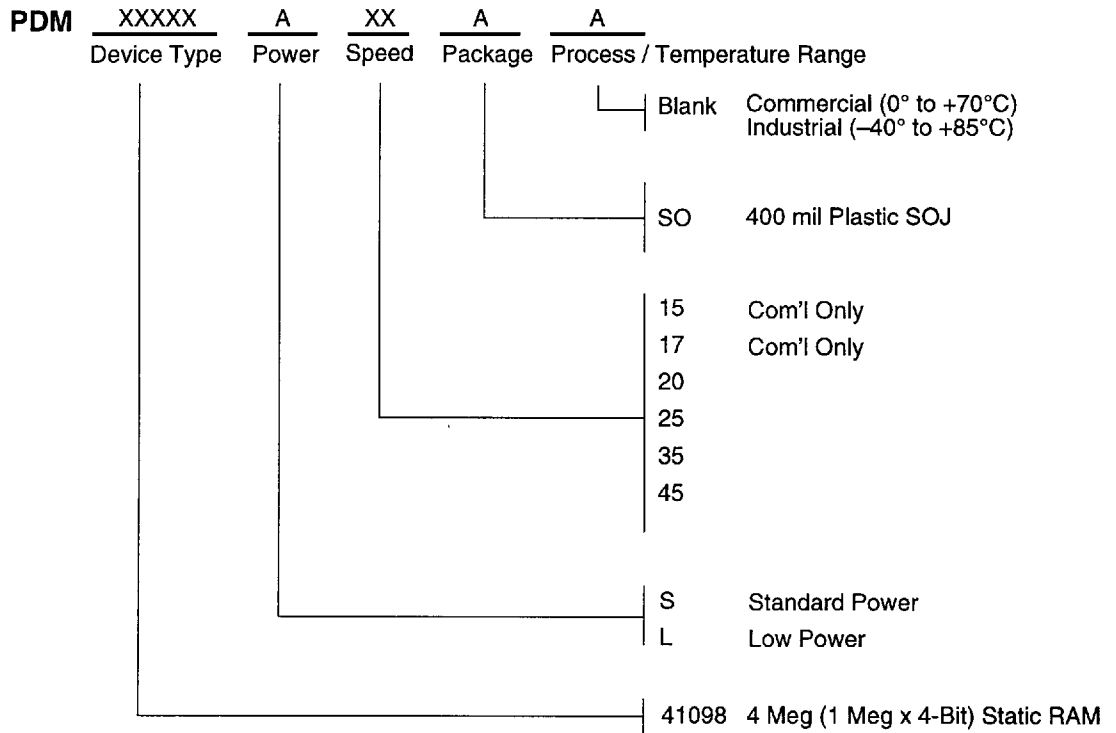 PDM XXXXX A XX A A
Device Type Power Speed Package Process / Temperature Range
Blank Commercial (0° to +70°C)
Industrial (–40° to +85°C)
SO 400 mil Plastic SOJ
15 Com'l Only
17 Com'l Only
20
25
35
45
S Standard Power
L Low Power
41098 4 Meg (1 Meg x 4-Bit) Static RAM